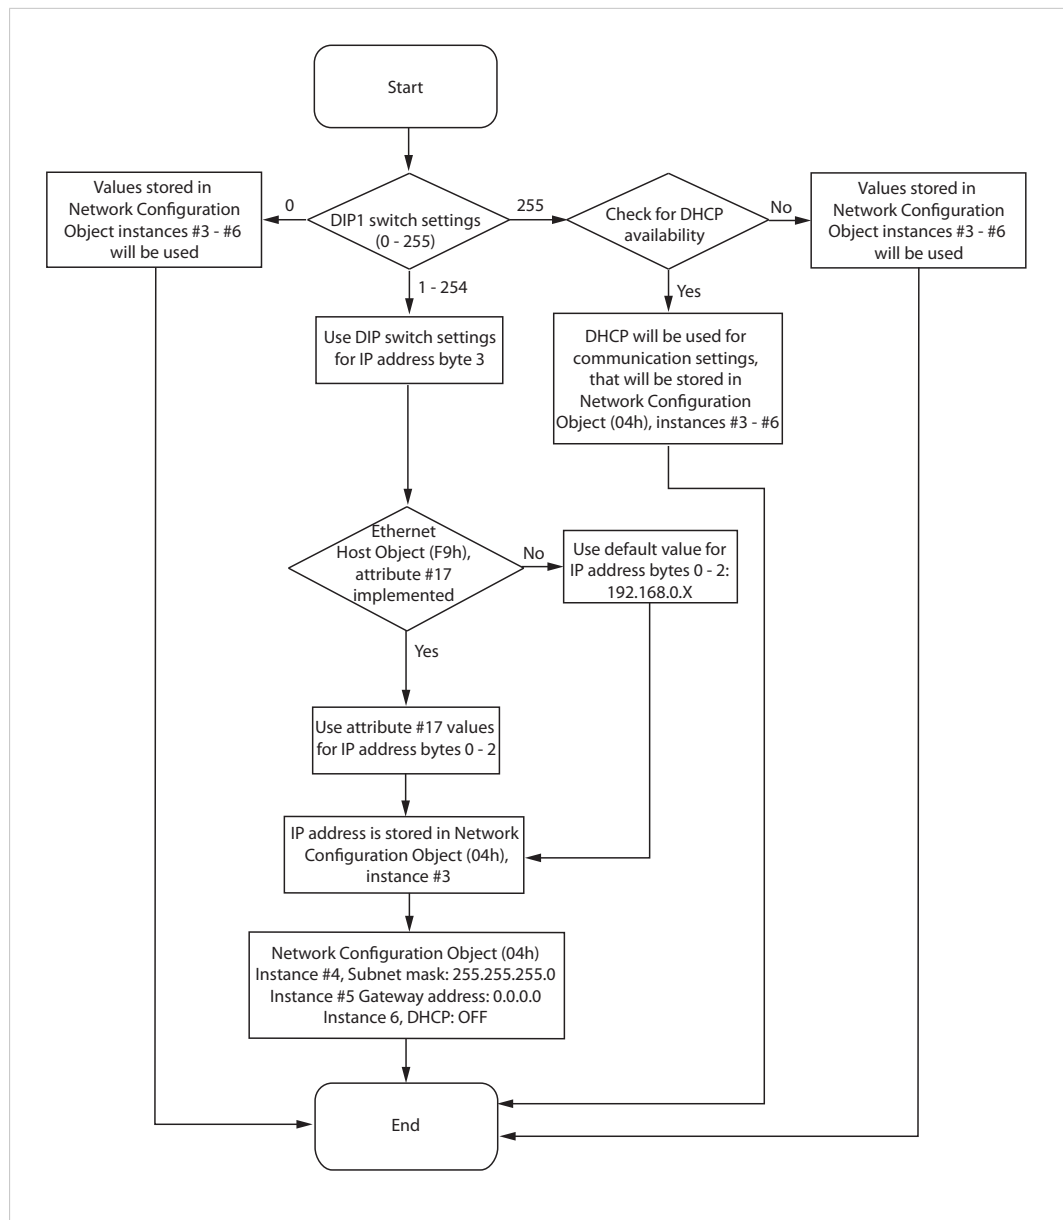 Start
Values stored in
Network Configuration
Object instances #3 - #6
will be used
0
DIP1 switch settings
(0 - 255)
255
Check for DHCP
availability
No
Values stored in
Network Configuration
Object instances #3 - #6
will be used
1 - 254
Yes
Use DIP switch settings
for IP address byte 3
DHCP will be used for
communication settings,
that will be stored in
Network Configuration
Object (04h), instances #3 - #6
Ethernet
Host Object (F9h),
attribute #17
implemented
No
Use default value for
IP address bytes 0 - 2:
192.168.0.X
Yes
Use attribute #17 values
for IP address bytes 0 - 2
IP address is stored in Network
Configuration Object (04h),
instance #3
Network Configuration Object (04h)
Instance #4, Subnet mask: 255.255.255.0
Instance #5 Gateway address: 0.0.0.0
Instance 6, DHCP: OFF
End